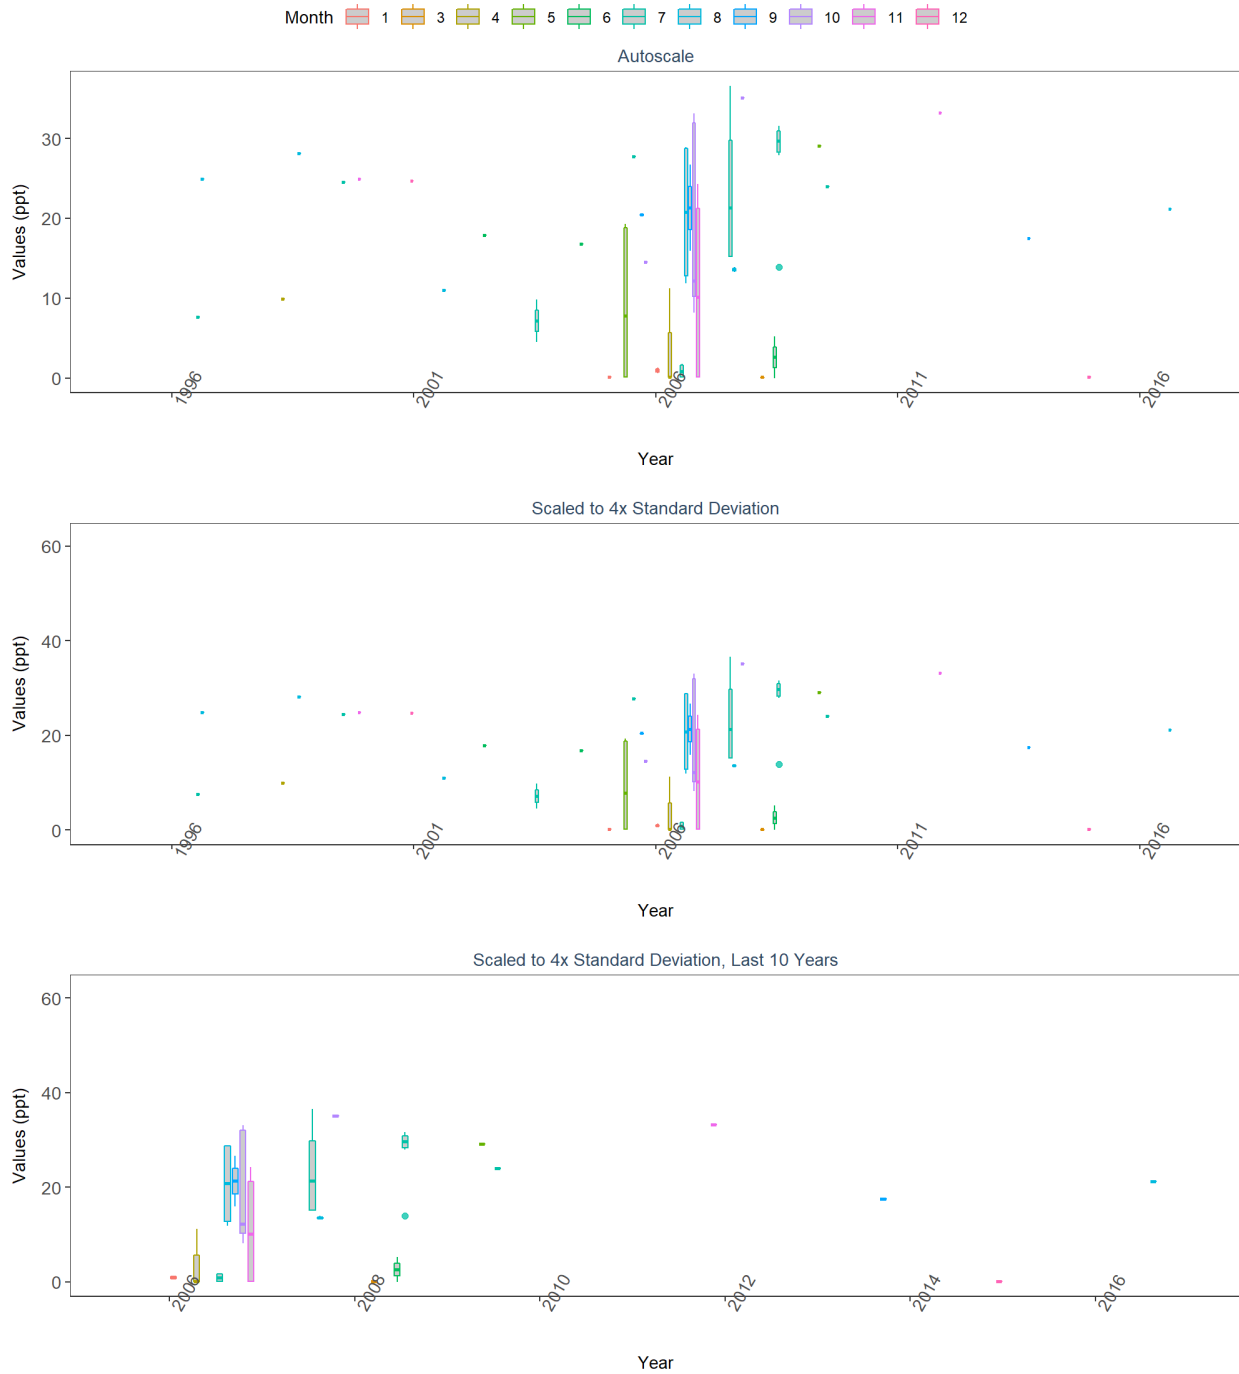 Month 1 3 4 5 6 7 8 9 10 11 12
Autoscale
Values (ppt)
30
20
10
0
1996 2001 2006 2011 2016
Year
Scaled to 4x Standard Deviation
Values (ppt)
60
40
20
0
1996 2001 2006 2011 2016
Year
Scaled to 4x Standard Deviation, Last 10 Years
Values (ppt)
60
40
20
0
2006 2008 2010 2012 2014 2016
Year